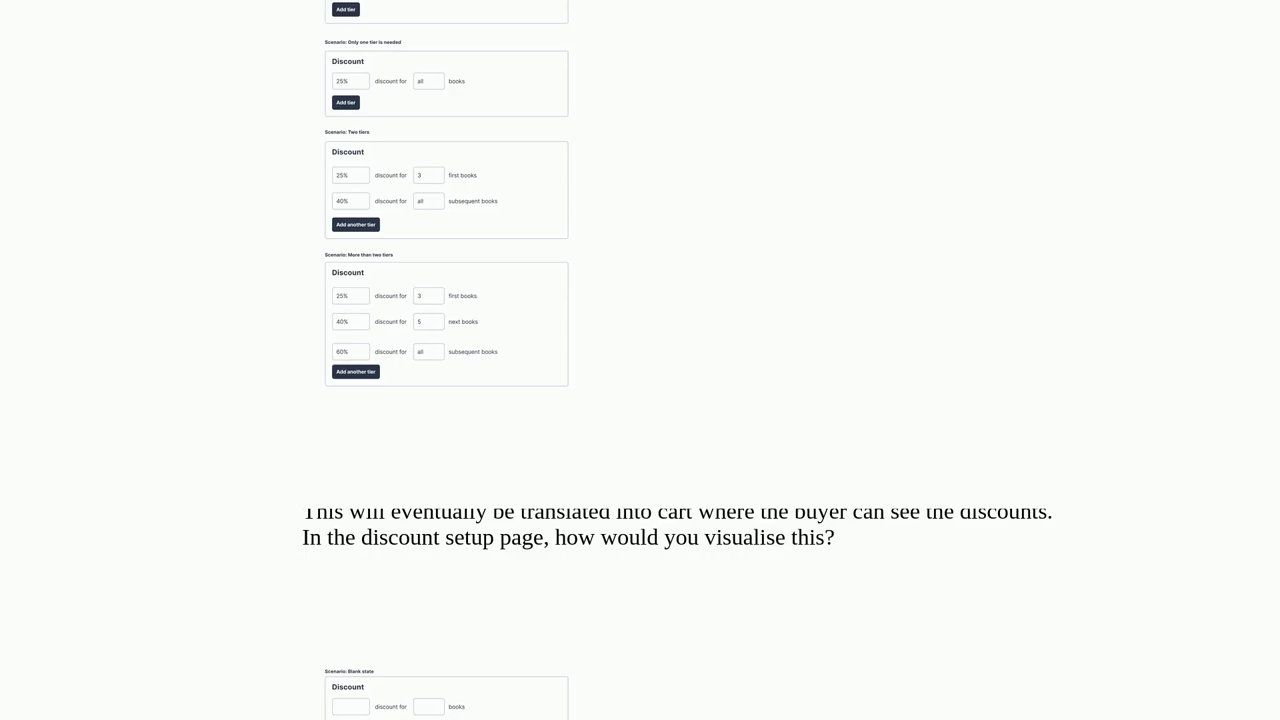 Add tier
Scenario: Only one tier is needed
Discount
25% discount for all books
Add tier
Scenario: Two tiers
Discount
25% discount for 3 first books
40% discount for all subsequent books
Add another tier
Scenario: More than two tiers
Discount
25% discount for 3 first books
40% discount for 5 next books
60% discount for all subsequent books
Add another tier
This will eventually be translated into cart where the buyer can see the discounts.
In the discount setup page, how would you visualise this?
Scenario: Blank state
Discount
discount for books